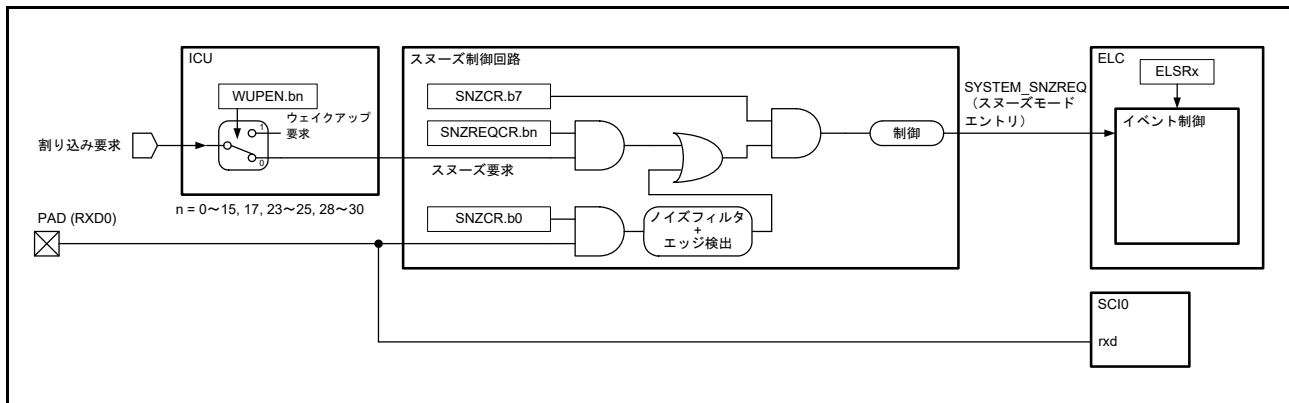 ICU
WUPEN.bn
ウェイクアップ
要求
1
0
割り込み要求
n = 0～15, 17, 23～25, 28～30
PAD (RXD0)
スヌーズ制御回路
SNZCR.b7
SNZREQCR.bn
スヌーズ要求
SNZCR.b0
ノイズフィルタ
+
エッジ検出
制御
SYSTEM_SNZREQ
（スヌーズモード
エントリ）
ELC
ELSRx
イベント制御
SCI0
rxd